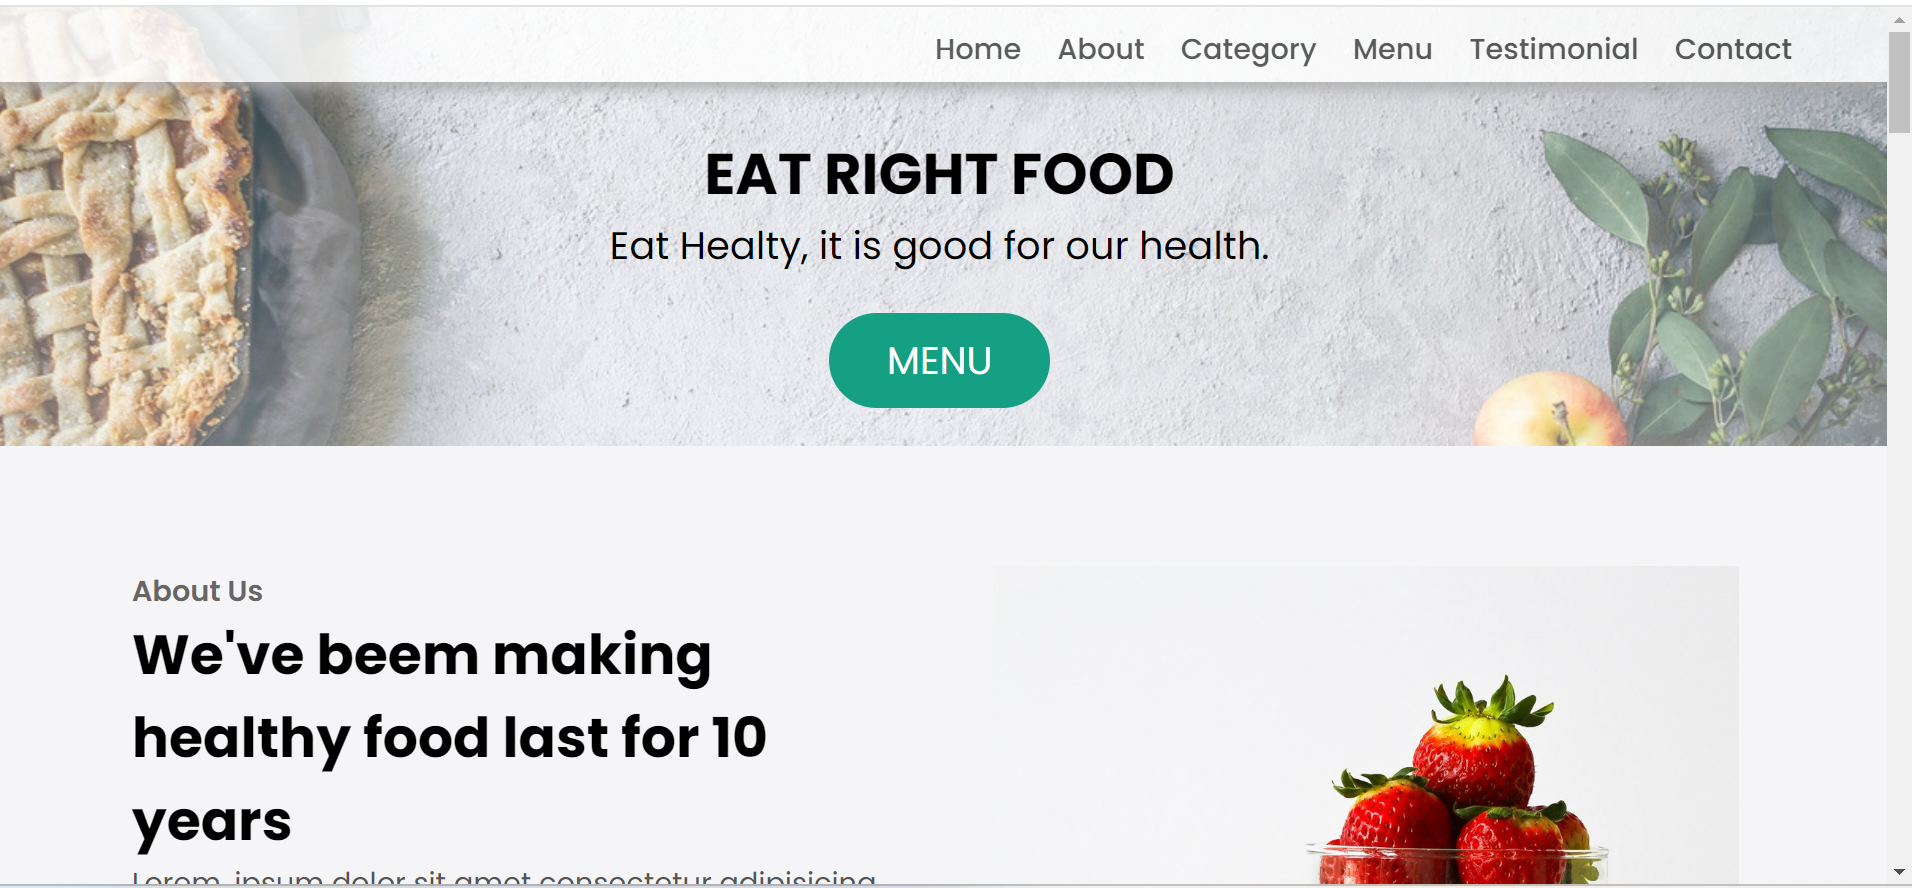 Home About Category Menu Testimonial Contact
EAT RIGHT FOOD
Eat Healty, it is good for our health.
MENU
About Us
We've beem making
healthy food last for 10
years
Lorem, ipsum dolor sit amet consectetur adipisicing